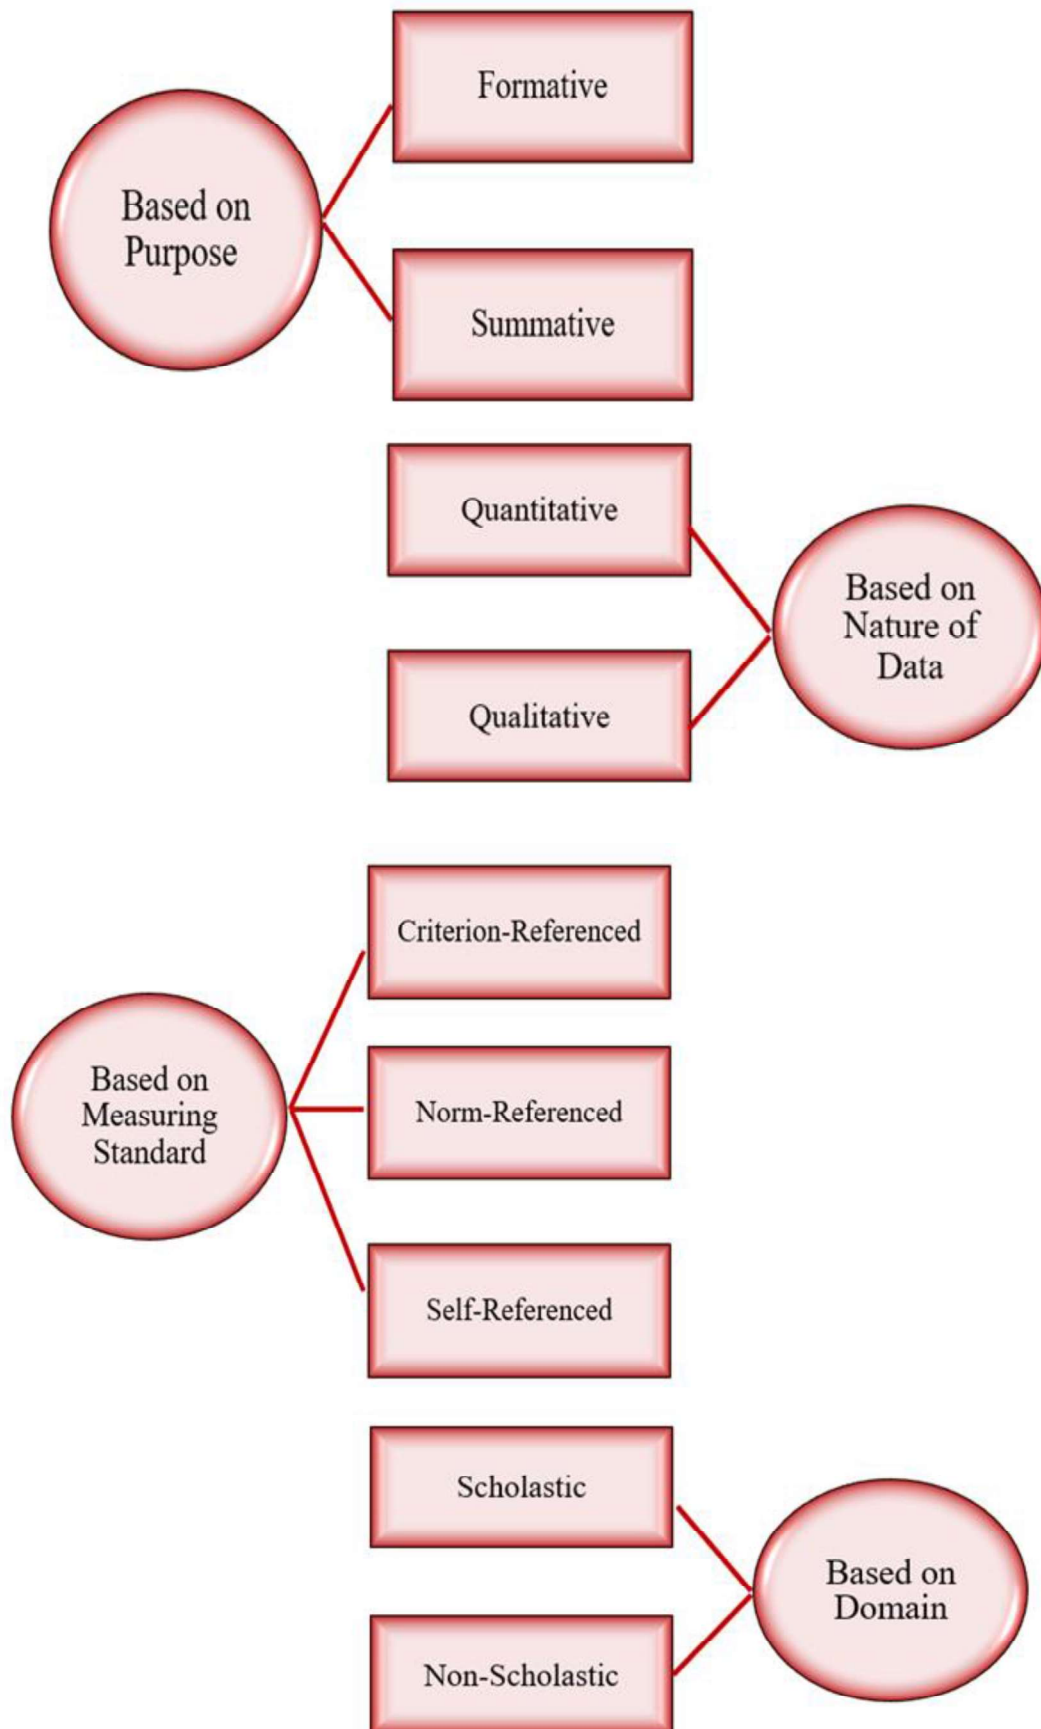 Formative
Based on
Purpose
Summative
Quantitative
Based on
Nature of
Data
Qualitative
Criterion-Referenced
Based on
Measuring
Standard
Norm-Referenced
Self-Referenced
Scholastic
Based on
Domain
Non-Scholastic